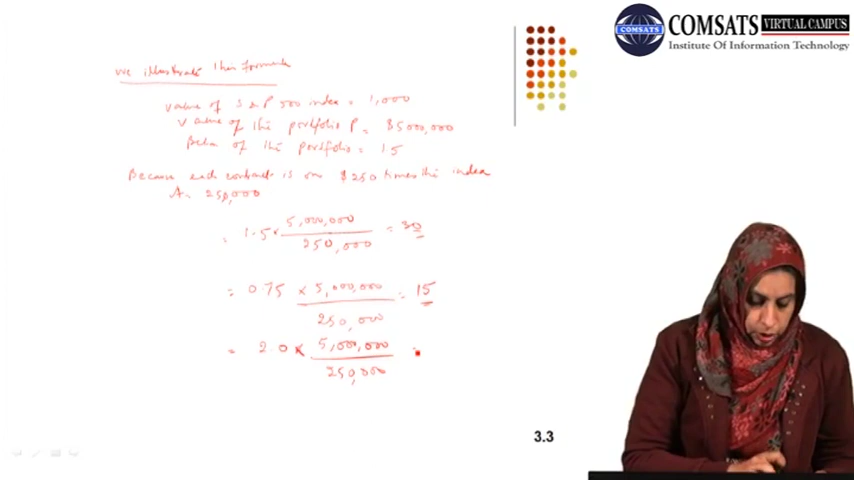 COMSATS VIRTUAL CAMPUS
Institute Of Information Technology
We illustrate this formula
Value of S & P 500 index = 1,000
Value of the portfolio P = $5000,000
Beta of the portfolio = 1.5
Because each contract is on $250 times the index
A = 250,000
= 1.5 × 5,000,000 / 250,000 = 30
= 0.75 × 5,000,000 / 250,000 = 15
= 2.0 × 5,000,000 / 250,000
3.3